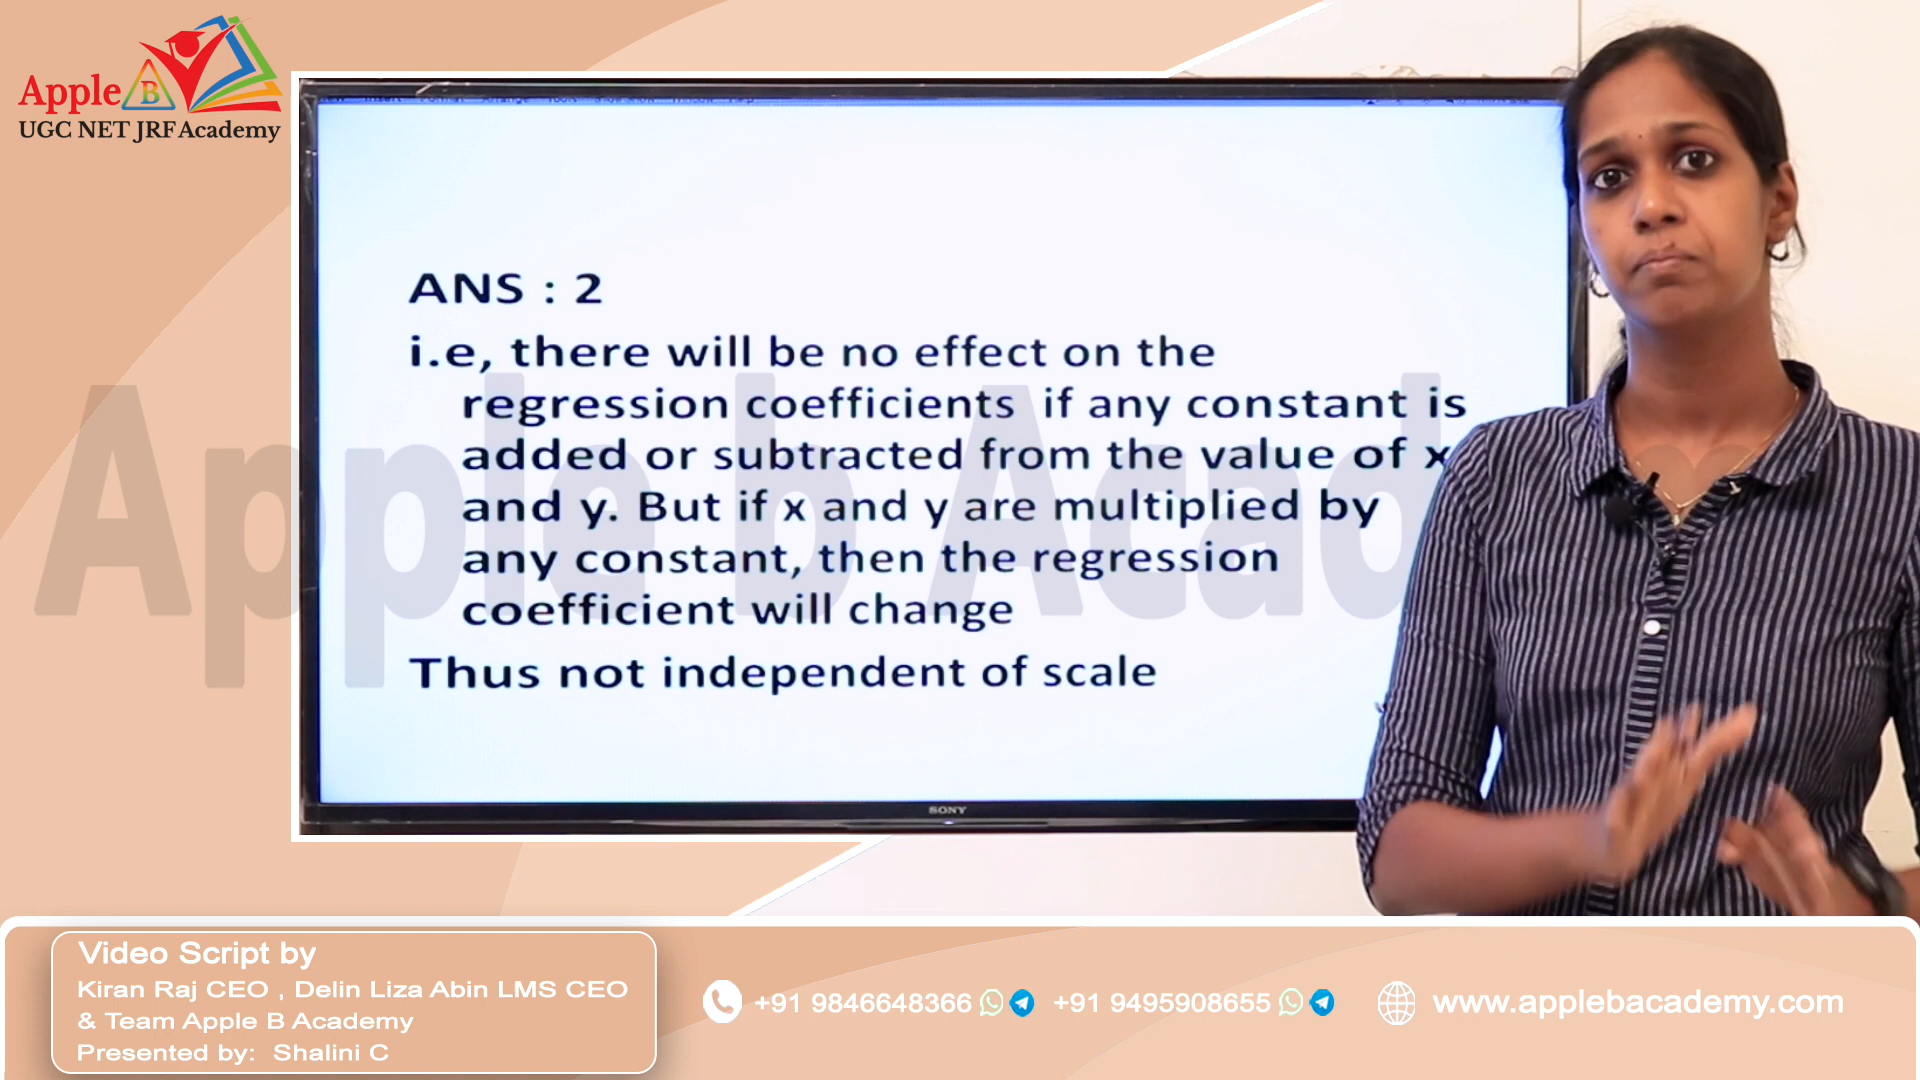 Apple B
UGC NET JRF Academy
ANS : 2
i.e, there will be no effect on the
regression coefficients if any constant is
added or subtracted from the value of x
and y. But if x and y are multiplied by
any constant, then the regression
coefficient will change
Thus not independent of scale
Apple b Acad
SONY
Video Script by
Kiran Raj CEO , Delin Liza Abin LMS CEO
& Team Apple B Academy
Presented by: Shalini C
+91 9846648366 +91 9495908655 www.applebacademy.com